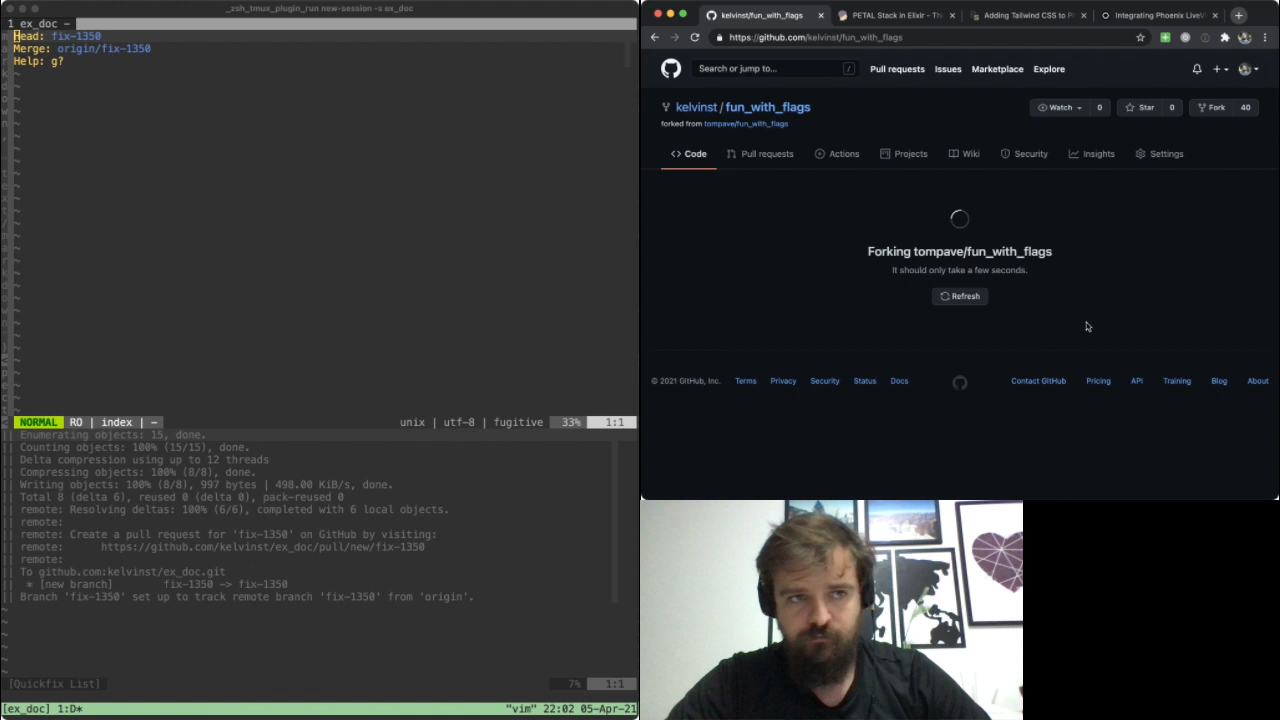 _zsh_tmux_plugin_run new-session -s ex_doc
1 ex_doc −
Head: fix-1350
Merge: origin/fix-1350
Help: g?
NORMAL RO | index | − unix | utf-8 | fugitive 33% 1:1
|| Enumerating objects: 15, done.
|| Counting objects: 100% (15/15), done.
|| Delta compression using up to 12 threads
|| Compressing objects: 100% (8/8), done.
|| Writing objects: 100% (8/8), 997 bytes | 498.00 KiB/s, done.
|| Total 8 (delta 6), reused 0 (delta 0), pack-reused 0
|| remote: Resolving deltas: 100% (6/6), completed with 6 local objects.
|| remote:
|| remote: Create a pull request for 'fix-1350' on GitHub by visiting:
|| remote: https://github.com/kelvinst/ex_doc/pull/new/fix-1350
|| remote:
|| To github.com:kelvinst/ex_doc.git
|| * [new branch] fix-1350 -> fix-1350
|| Branch 'fix-1350' set up to track remote branch 'fix-1350' from 'origin'.
[Quickfix List] 7% 1:1
[ex_doc] 1:D* "vim" 22:02 05-Apr-21
kelvinst/fun_with_flags PETAL Stack in Elixir - Th Adding Tailwind CSS to Ph Integrating Phoenix LiveVi
https://github.com/kelvinst/fun_with_flags
Search or jump to... / Pull requests Issues Marketplace Explore
kelvinst / fun_with_flags Watch 0 Star 0 Fork 40
forked from tompave/fun_with_flags
Code Pull requests Actions Projects Wiki Security Insights Settings
Forking tompave/fun_with_flags
It should only take a few seconds.
Refresh
© 2021 GitHub, Inc. Terms Privacy Security Status Docs Contact GitHub Pricing API Training Blog About